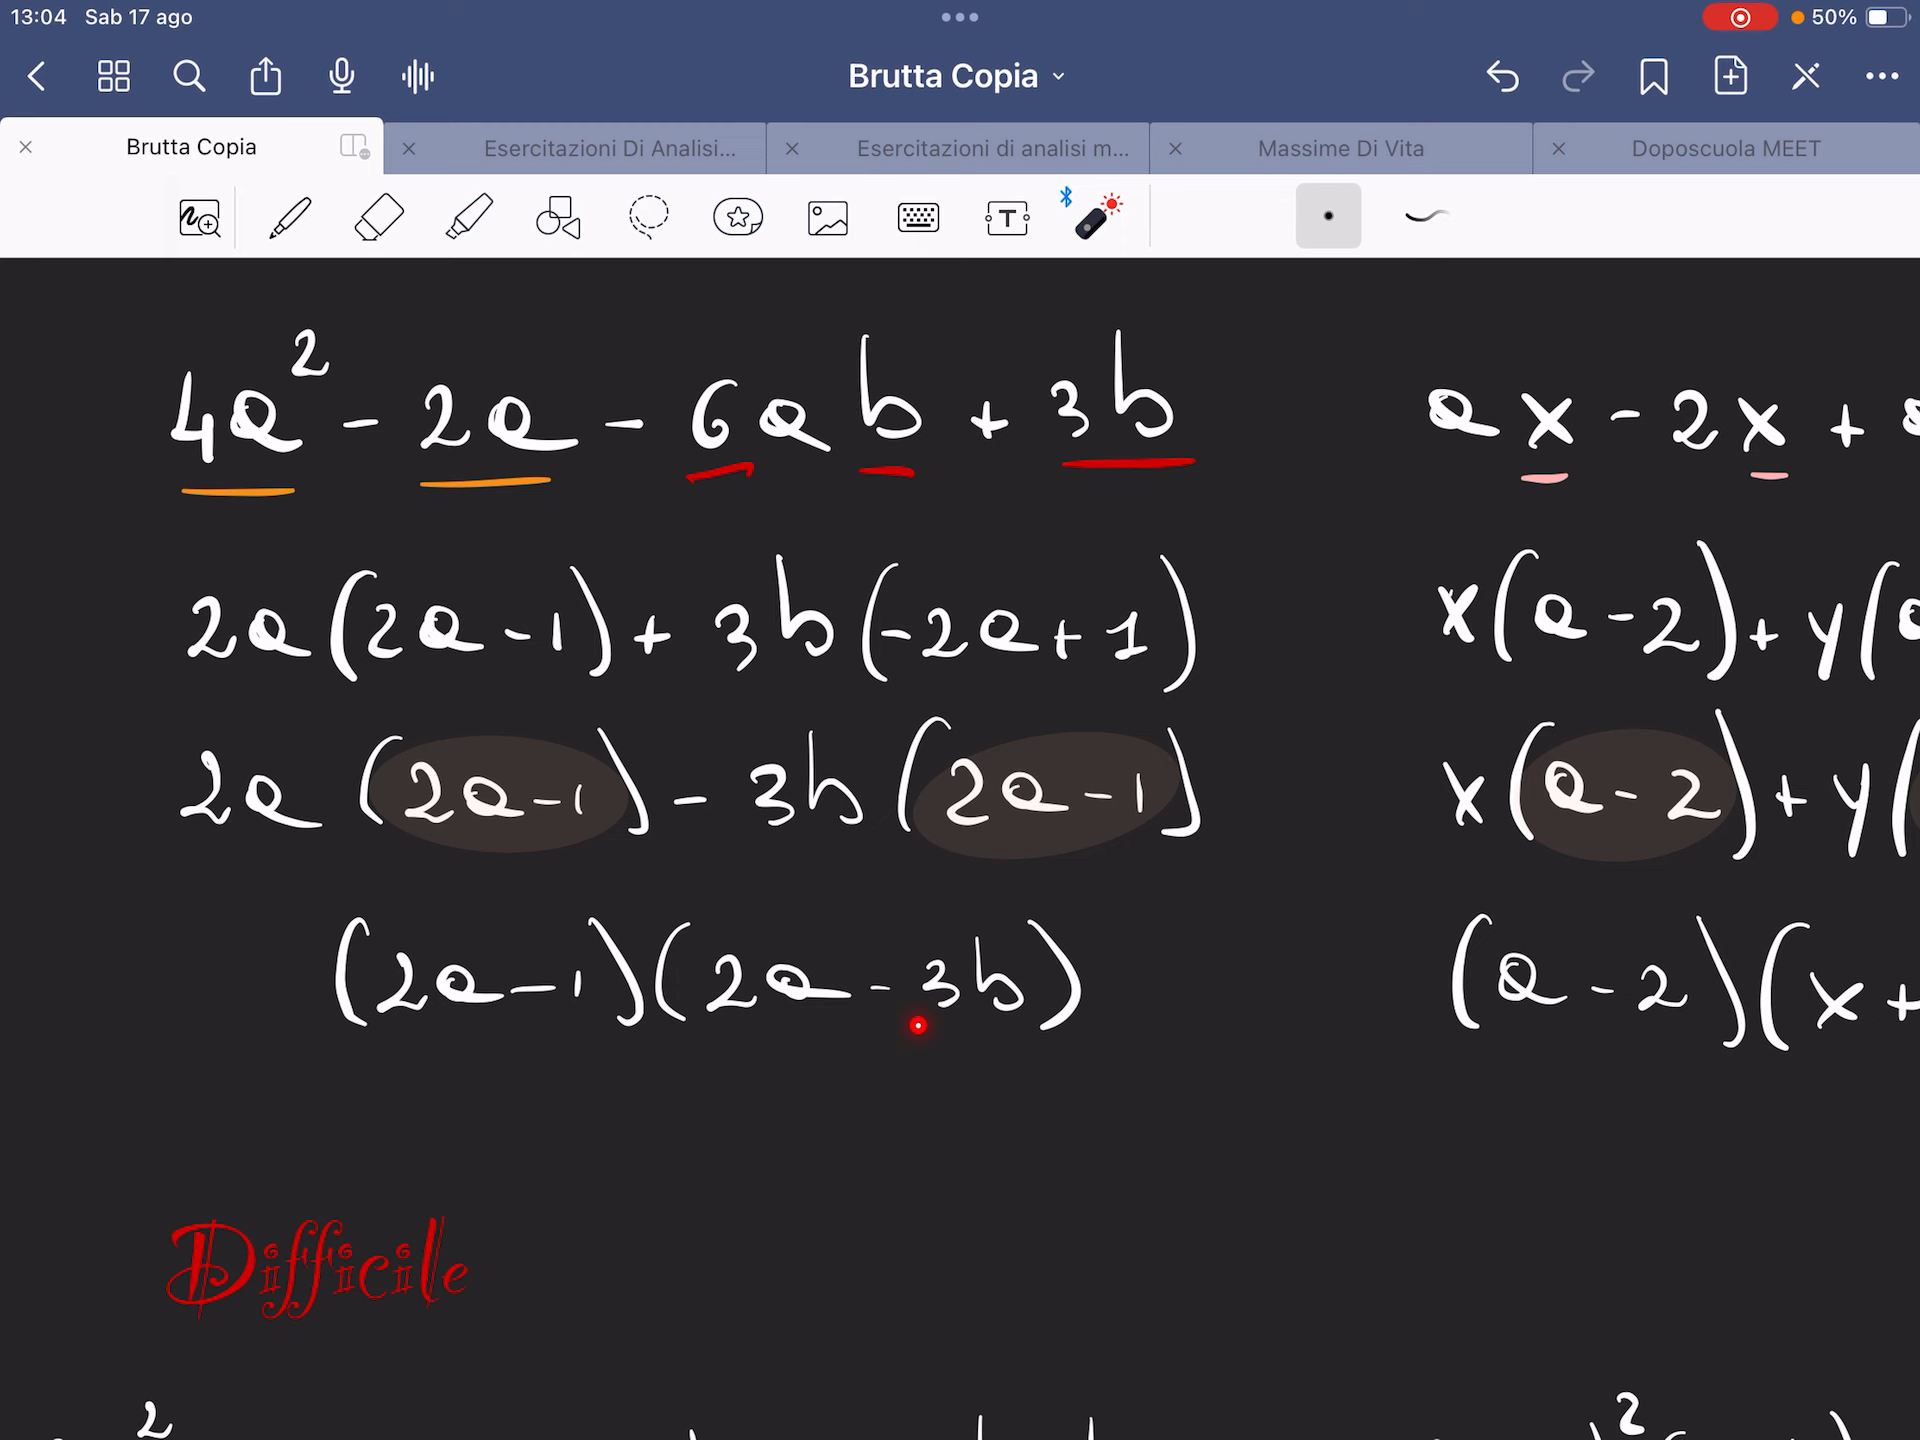 13:04 Sab 17 ago 50%
Brutta Copia
Brutta Copia Esercitazioni Di Analisi... Esercitazioni di analisi m... Massime Di Vita Doposcuola MEET
4a² - 2a - 6ab + 3b
2a(2a-1) + 3b(-2a+1)
2a(2a-1) - 3b(2a-1)
(2a-1)(2a-3b)
ax - 2x +
x(a-2) + y(
x(a-2) + y(
(a-2)(x+
Difficile